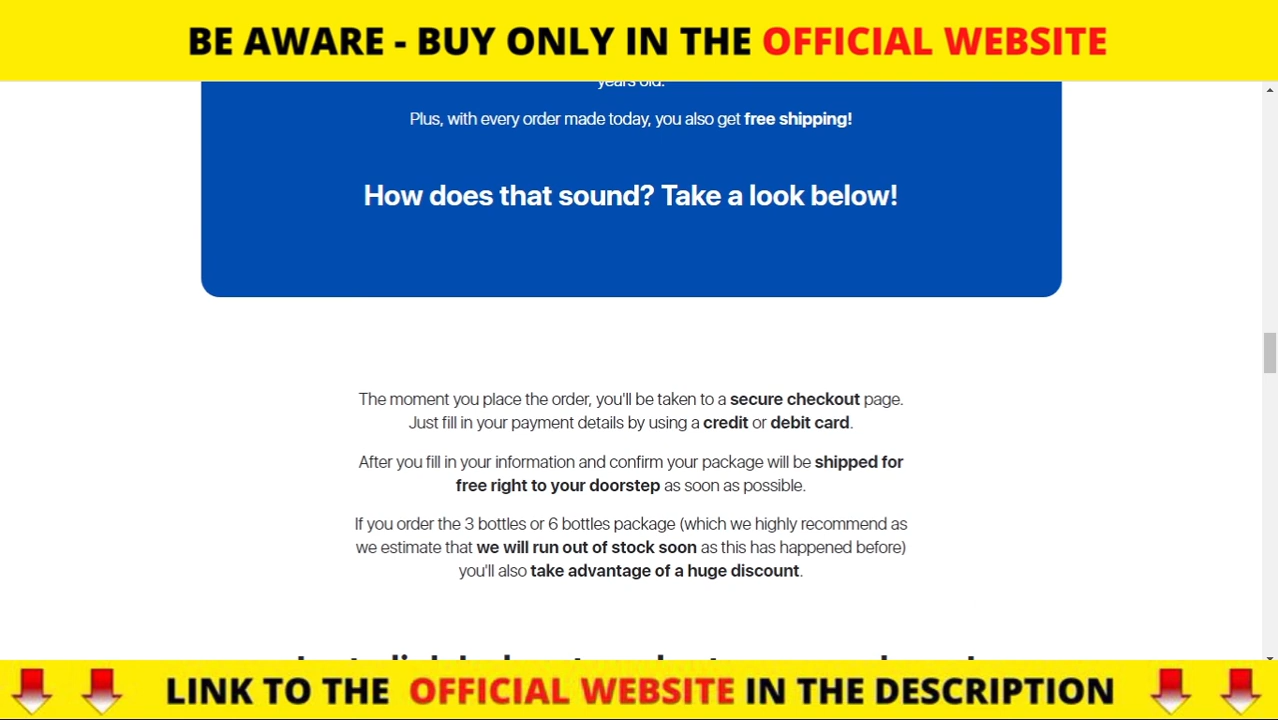 BE AWARE - BUY ONLY IN THE OFFICIAL WEBSITE
years old.
Plus, with every order made today, you also get free shipping!
How does that sound? Take a look below!
The moment you place the order, you'll be taken to a secure checkout page.
Just fill in your payment details by using a credit or debit card.
After you fill in your information and confirm your package will be shipped for
free right to your doorstep as soon as possible.
If you order the 3 bottles or 6 bottles package (which we highly recommend as
we estimate that we will run out of stock soon as this has happened before)
you'll also take advantage of a huge discount.
LINK TO THE OFFICIAL WEBSITE IN THE DESCRIPTION